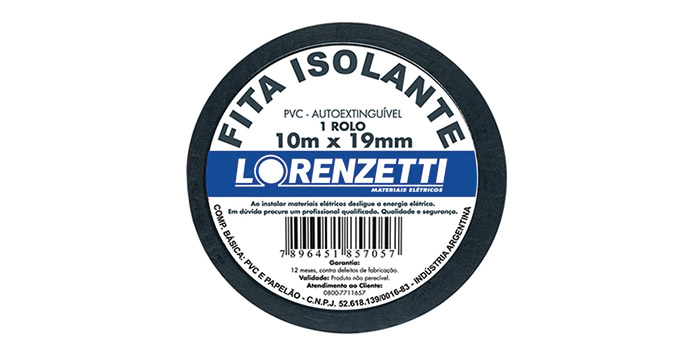 FITA ISOLANTE
PVC - AUTOEXTINGUÍVEL
1 ROLO
10m x 19mm
LORENZETTI
MATERIAIS ELÉTRICOS
Ao instalar materiais elétricos desligue a energia elétrica.
Em dúvida procure um profissional qualificado. Qualidade e segurança.
7 896451 857057
Garantia:
12 meses, contra defeitos de fabricação.
Validade: Produto não perecível.
Atendimento ao Cliente:
0800-7711657
COMP. BÁSICA: PVC E PAPELÃO - C.N.P.J. 52.618.139/0016-83 - INDÚSTRIA ARGENTINA